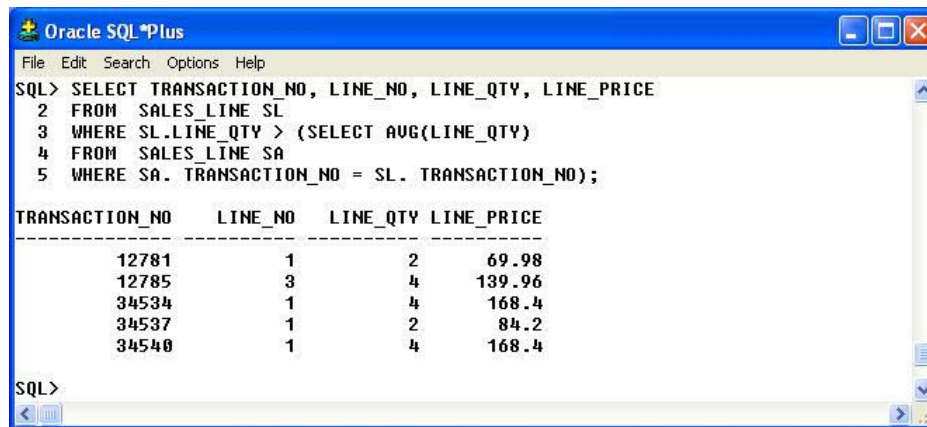 Oracle SQL*Plus
File Edit Search Options Help
SQL> SELECT TRANSACTION_NO, LINE_NO, LINE_QTY, LINE_PRICE
2 FROM SALES_LINE SL
3 WHERE SL.LINE_QTY > (SELECT AVG(LINE_QTY)
4 FROM SALES_LINE SA
5 WHERE SA. TRANSACTION_NO = SL. TRANSACTION_NO);
TRANSACTION_NO LINE_NO LINE_QTY LINE_PRICE
-------------- ---------- ---------- ----------
12781 1 2 69.98
12785 3 4 139.96
34534 1 4 168.4
34537 1 2 84.2
34540 1 4 168.4
SQL>